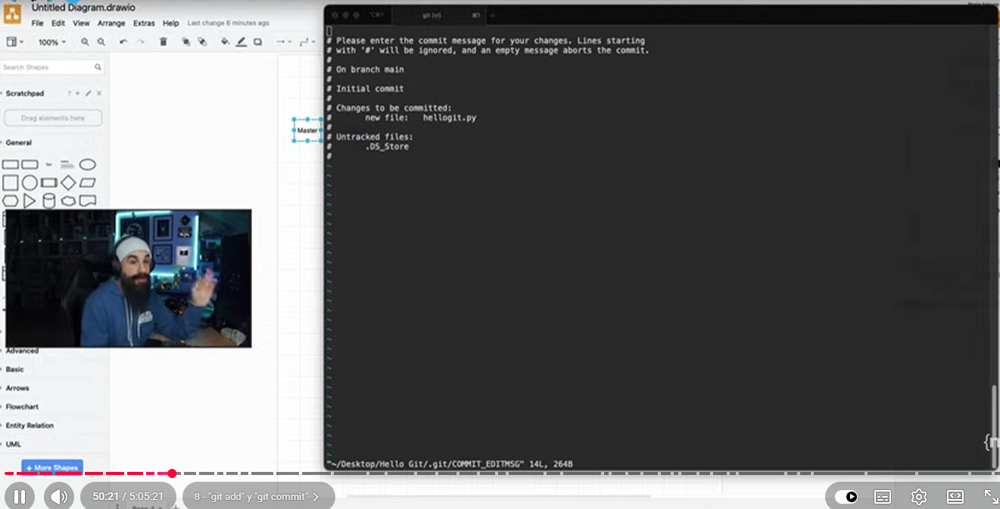 Untitled Diagram.drawio
File Edit View Arrange Extras Help Last change 6 minutes ago
100%
Search Shapes
Scratchpad
Drag elements here
General
Advanced
Basic
Arrows
Flowchart
Entity Relation
UML
+ More Shapes
Master
git (vi)
⌘1
# Please enter the commit message for your changes. Lines starting
# with '#' will be ignored, and an empty message aborts the commit.
#
# On branch main
#
# Initial commit
#
# Changes to be committed:
#       new file:   hellogit.py
#
# Untracked files:
#       .DS_Store
#
"~/Desktop/Hello Git/.git/COMMIT_EDITMSG" 14L, 264B
50:21 / 5:05:21
8 - "git add" y "git commit"